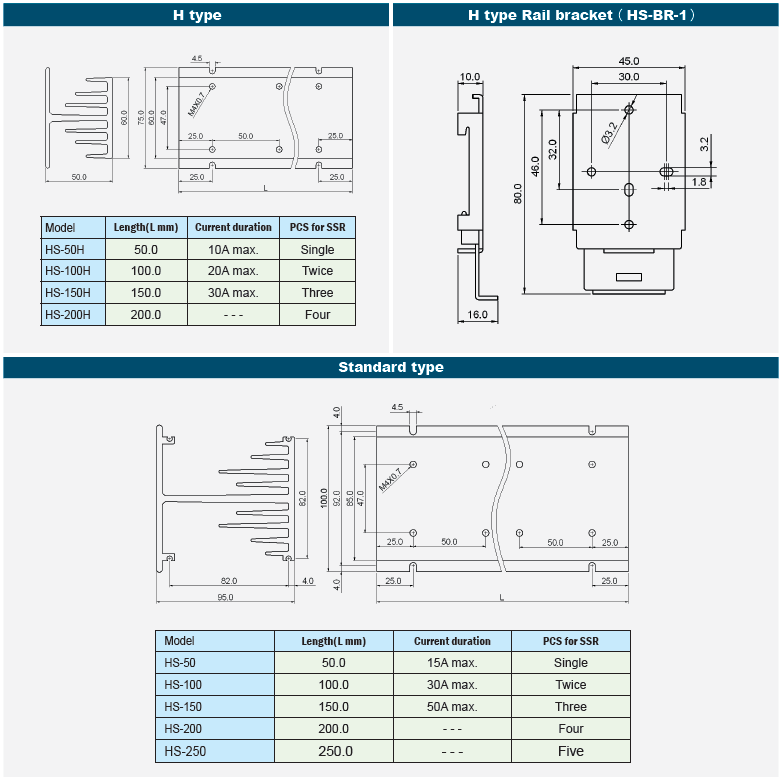 H type
4.5
M4X0.7
75.0
60.0
47.0
60.0
25.0 50.0 25.0
50.0 25.0 25.0
L
Model Length(L mm) Current duration PCS for SSR
HS-50H 50.0 10A max. Single
HS-100H 100.0 20A max. Twice
HS-150H 150.0 30A max. Three
HS-200H 200.0 - - - Four
H type Rail bracket ( HS-BR-1 )
45.0
10.0 30.0
Ø3.2
3.2
32.0
46.0
80.0
1.8
16.0
Standard type
4.0 4.5
M4X0.7
82.0
100.0
92.0
85.0
47.0
25.0 50.0 50.0 25.0
82.0 4.0 4.0 25.0 25.0
95.0 L
Model Length(L mm) Current duration PCS for SSR
HS-50 50.0 15A max. Single
HS-100 100.0 30A max. Twice
HS-150 150.0 50A max. Three
HS-200 200.0 - - - Four
HS-250 250.0 - - - Five